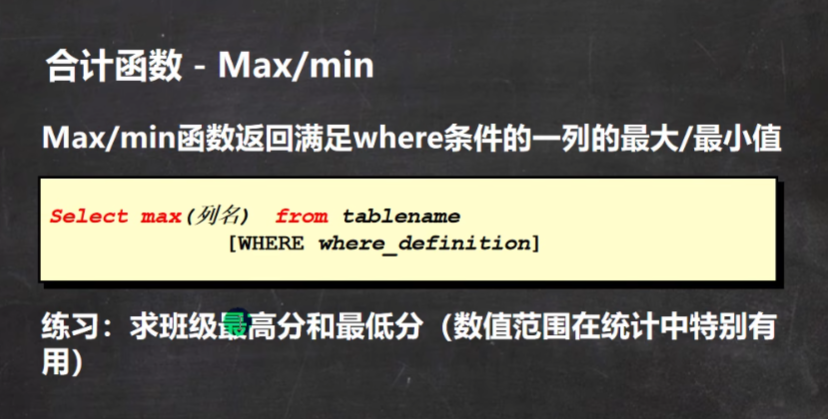 合计函数 - Max/min
Max/min函数返回满足where条件的一列的最大/最小值
Select max(列名) from tablename
[WHERE where_definition]
练习：求班级最高分和最低分（数值范围在统计中特别有
用）